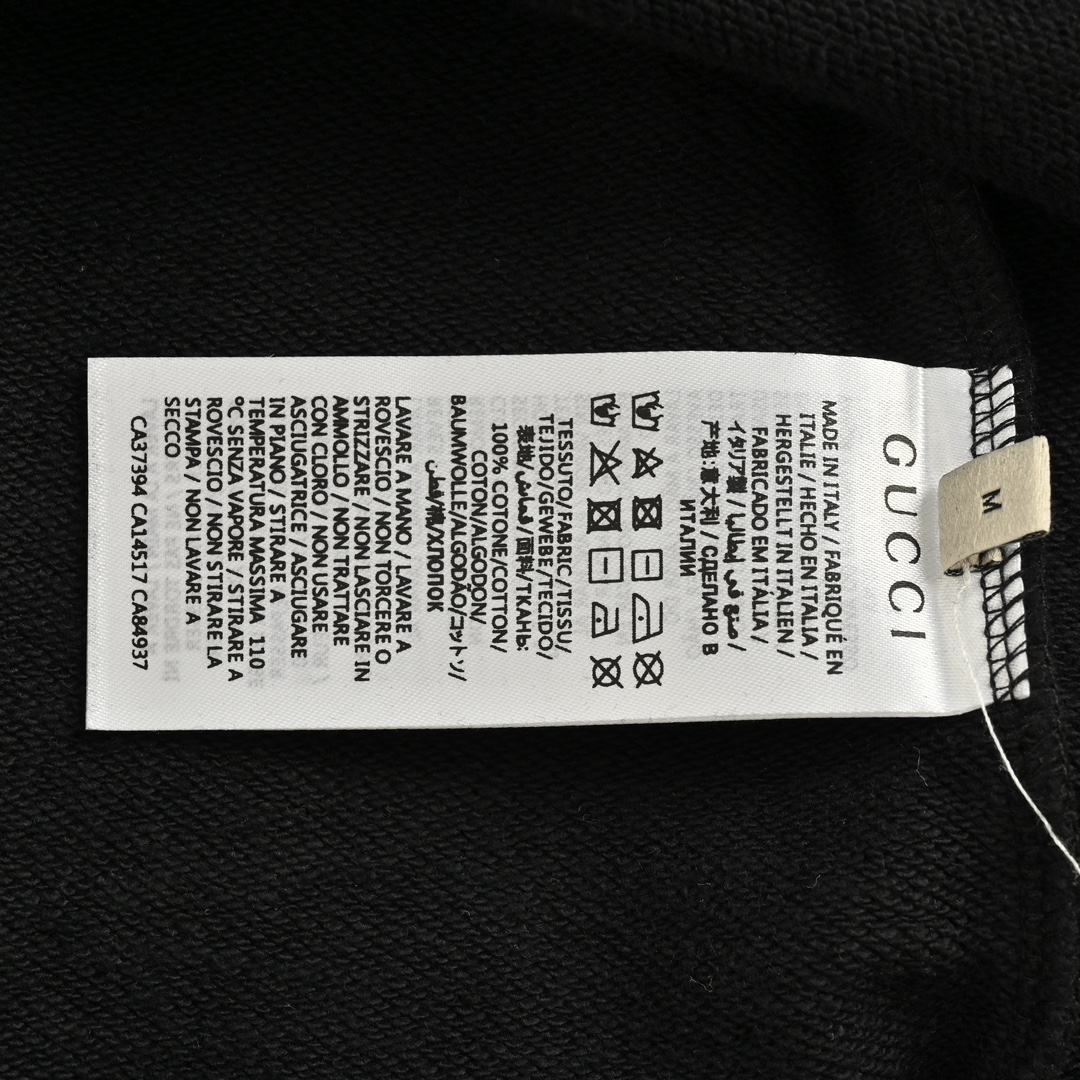 GUCCI
M
MADE IN ITALY / FABRIQUÉ EN
ITALIE / HECHO EN ITALIA /
HERGESTELLT IN ITALIEN /
FABRICADO EM ITÁLIA /
イタリア製 / صنع في إيطاليا /
产地:意大利 / СДЕЛАНО В
ИТАЛИИ
TESSUTO/FABRIC/TISSU/
TEJIDO/GEWEBE/TECIDO/
表地/قماش/面料/ТКАНЬ:
100% COTONE/COTTON/
COTON/ALGODON/
BAUMWOLLE/ALGODÃO/コットン/
قطن/棉/ХЛОПОК
LAVARE A MANO / LAVARE A
ROVESCIO / NON TORCERE O
STRIZZARE / NON LASCIARE IN
AMMOLLO / NON TRATTARE
CON CLORO / NON USARE
ASCIUGATRICE / ASCIUGARE
IN PIANO / STIRARE A
TEMPERATURA MASSIMA 110
°C SENZA VAPORE / STIRARE A
ROVESCIO / NON STIRARE LA
STAMPA / NON LAVARE A
SECCO
CA37394 CA14517 CA84937